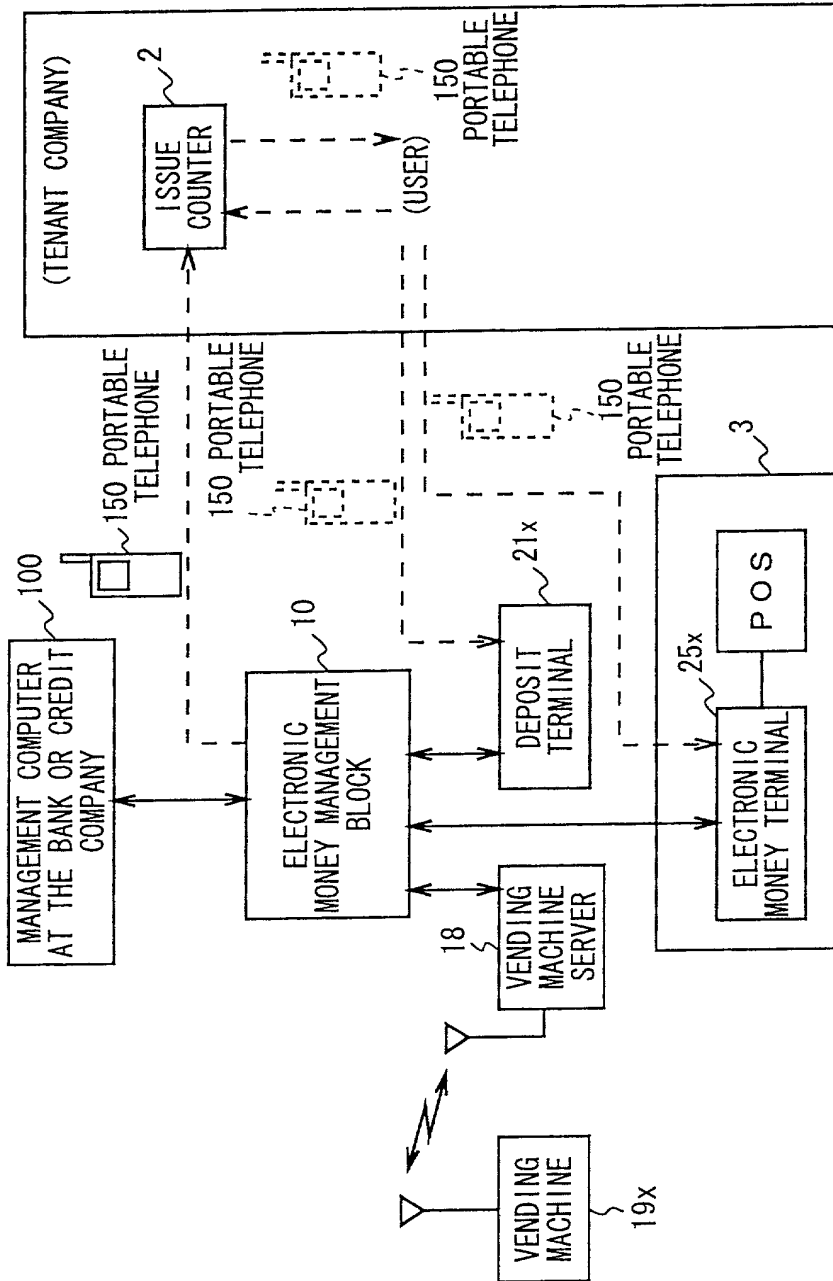 (TENANT COMPANY)
2
ISSUE
COUNTER
150
PORTABLE
TELEPHONE
(USER)
150 PORTABLE
TELEPHONE
150 PORTABLE
TELEPHONE
150
PORTABLE
TELEPHONE
100
MANAGEMENT COMPUTER
AT THE BANK OR CREDIT
COMPANY
10
ELECTRONIC
MONEY MANAGEMENT
BLOCK
21x
DEPOSIT
TERMINAL
3
POS
25x
ELECTRONIC
MONEY TERMINAL
18
VENDING
MACHINE
SERVER
VENDING
MACHINE
19x